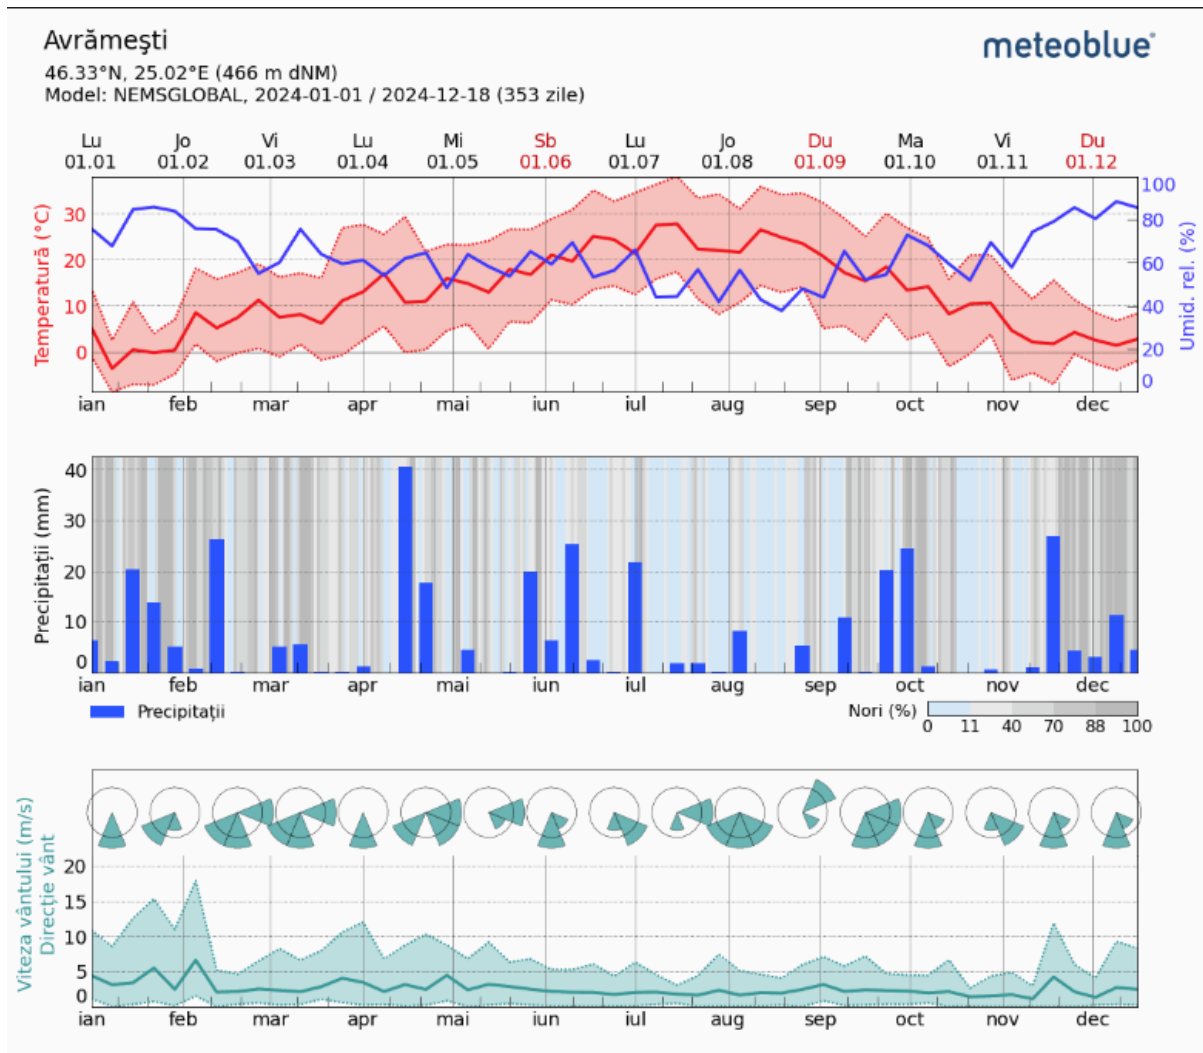 Avrămeşti
meteoblue
46.33°N, 25.02°E (466 m dNM)
Model: NEMSGLOBAL, 2024-01-01 / 2024-12-18 (353 zile)
Lu Jo Vi Lu Mi Sb Lu Jo Du Ma Vi Du
01.01 01.02 01.03 01.04 01.05 01.06 01.07 01.08 01.09 01.10 01.11 01.12
Temperatură (°C)
30
20
10
0
100
80
60
40
20
0
Umid. rel. (%)
ian feb mar apr mai iun iul aug sep oct nov dec
Precipitații (mm)
40
30
20
10
0
ian feb mar apr mai iun iul aug sep oct nov dec
Precipitații
Nori (%)
0 11 40 70 88 100
Viteza vântului (m/s)
Direcție vânt
20
15
10
5
0
ian feb mar apr mai iun iul aug sep oct nov dec